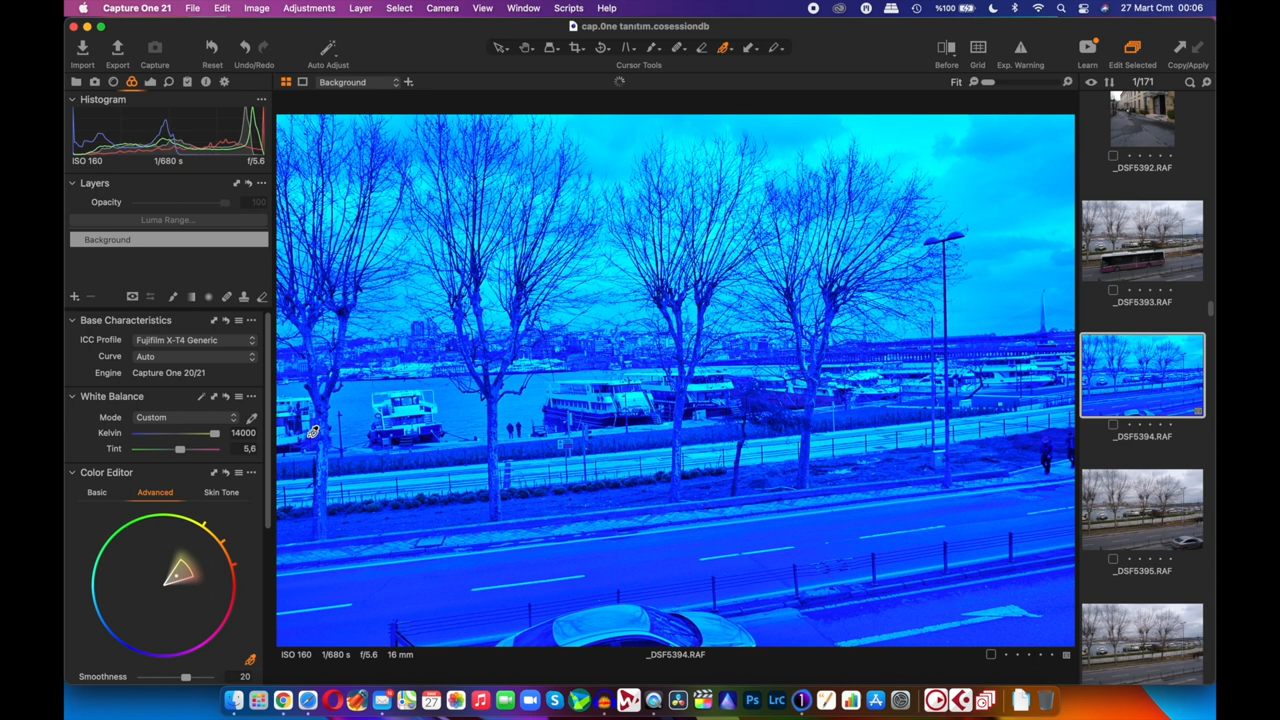 Capture One 21 File Edit Image Adjustments Layer Select Camera View Window Scripts Help %100 27 Mart Cmt 00:06
cap.One tanıtım.cosessiondb
Import Export Capture Reset Undo/Redo Auto Adjust Cursor Tools Before Grid Exp. Warning Learn Edit Selected Copy/Apply
Background Fit 1/171
Histogram
ISO 160 1/680 s f/5.6
Layers
Opacity 100
Luma Range...
Background
Base Characteristics
ICC Profile Fujifilm X-T4 Generic
Curve Auto
Engine Capture One 20/21
White Balance
Mode Custom
Kelvin 14000
Tint 5,6
Color Editor
Basic Advanced Skin Tone
Smoothness 20
ISO 160 1/680 s f/5.6 16 mm _DSF5394.RAF
_DSF5392.RAF
_DSF5393.RAF
_DSF5394.RAF
_DSF5395.RAF
27
Ps LrC